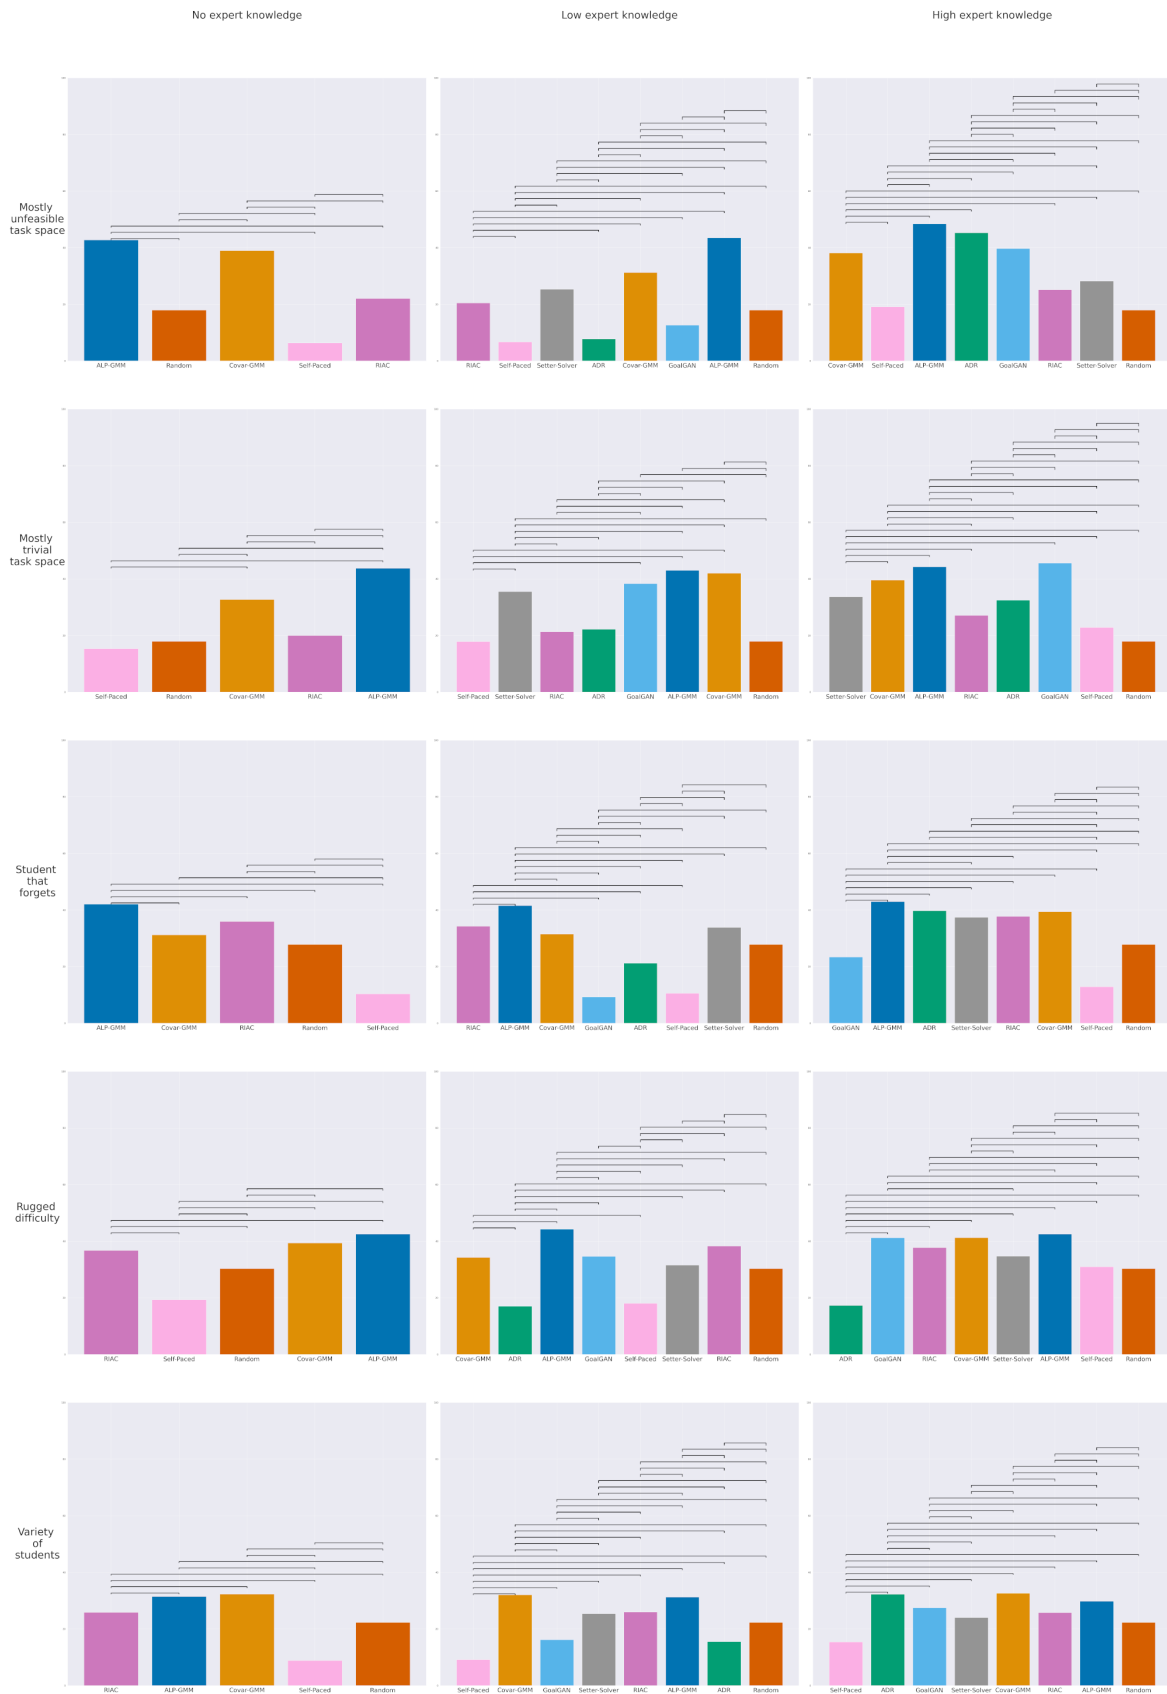 No expert knowledge Low expert knowledge High expert knowledge
Mostly
unfeasible
task space
ALP-GMM Random Covar-GMM Self-Paced RIAC
RIAC Self-Paced Setter-Solver ADR Covar-GMM GoalGAN ALP-GMM Random
Covar-GMM Self-Paced ALP-GMM ADR GoalGAN RIAC Setter-Solver Random
Mostly
trivial
task space
Self-Paced Random Covar-GMM RIAC ALP-GMM
Self-Paced Setter-Solver RIAC ADR GoalGAN ALP-GMM Covar-GMM Random
Setter-Solver Covar-GMM ALP-GMM RIAC ADR GoalGAN Self-Paced Random
Student
that
forgets
ALP-GMM Covar-GMM RIAC Random Self-Paced
RIAC ALP-GMM Covar-GMM GoalGAN ADR Self-Paced Setter-Solver Random
GoalGAN ALP-GMM ADR Setter-Solver RIAC Covar-GMM Self-Paced Random
Rugged
difficulty
RIAC Self-Paced Random Covar-GMM ALP-GMM
Covar-GMM ADR ALP-GMM GoalGAN Self-Paced Setter-Solver RIAC Random
ADR GoalGAN RIAC Covar-GMM Setter-Solver ALP-GMM Self-Paced Random
Variety
of
students
RIAC ALP-GMM Covar-GMM Self-Paced Random
Self-Paced Covar-GMM GoalGAN Setter-Solver RIAC ALP-GMM ADR Random
Self-Paced ADR GoalGAN Setter-Solver Covar-GMM RIAC ALP-GMM Random